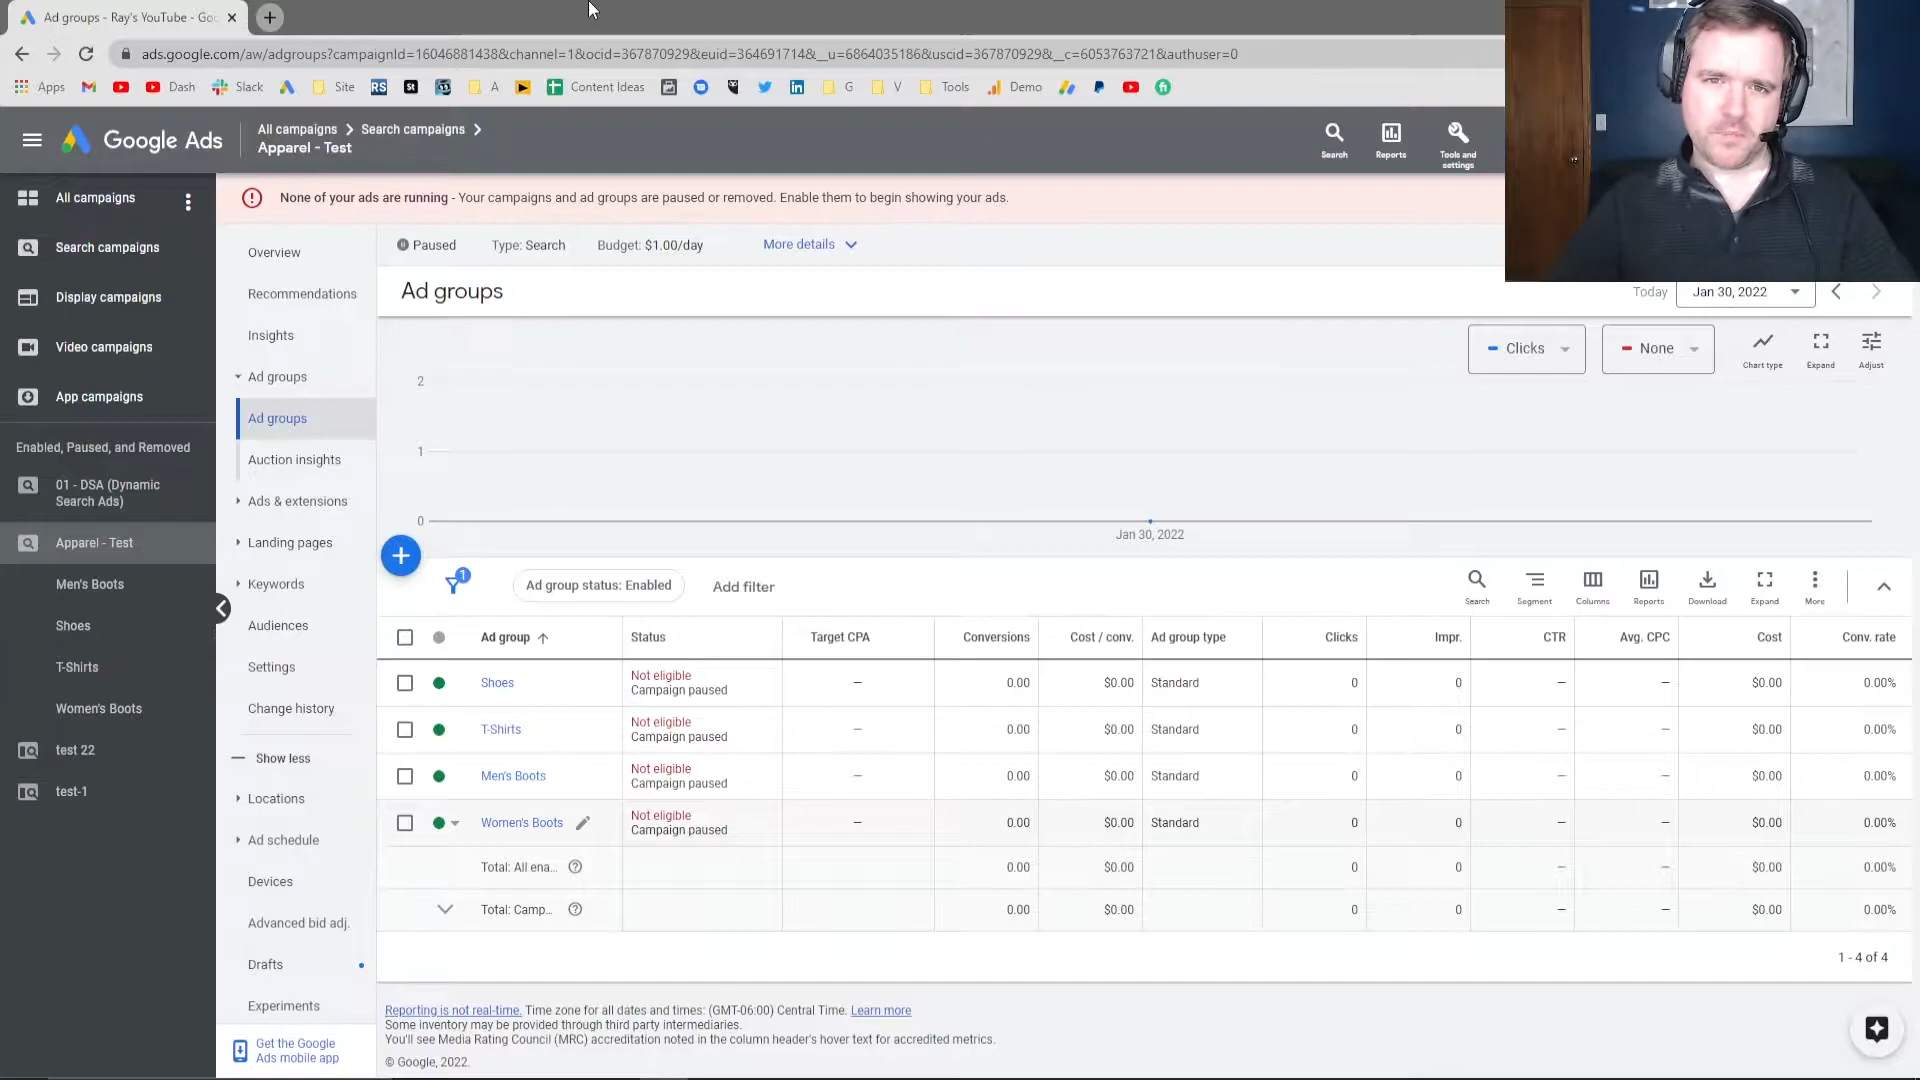 Ad groups - Ray's YouTube - Goo
ads.google.com/aw/adgroups?campaignId=16046881438&channel=1&ocid=367870929&euid=364691714&__u=6864035186&uscid=367870929&__c=6053763721&authuser=0
Apps Dash Slack Site RS St A Content Ideas G V Tools Demo
Google Ads
All campaigns > Search campaigns >
Apparel - Test
Search
Reports
Tools and
settings
All campaigns
Search campaigns
Display campaigns
Video campaigns
App campaigns
Enabled, Paused, and Removed
01 - DSA (Dynamic
Search Ads)
Apparel - Test
Men's Boots
Shoes
T-Shirts
Women's Boots
test 22
test-1
None of your ads are running - Your campaigns and ad groups are paused or removed. Enable them to begin showing your ads.
Overview
Recommendations
Insights
Ad groups
Ad groups
Auction insights
Ads & extensions
Landing pages
Keywords
Audiences
Settings
Change history
Show less
Locations
Ad schedule
Devices
Advanced bid adj.
Drafts
Experiments
Get the Google
Ads mobile app
Paused Type: Search Budget: $1.00/day More details
Ad groups
Today Jan 30, 2022
Clicks None
Chart type Expand Adjust
2
1
0
Jan 30, 2022
1
Ad group status: Enabled Add filter
Search Segment Columns Reports Download Expand More
Ad group Status Target CPA Conversions Cost / conv. Ad group type Clicks Impr. CTR Avg. CPC Cost Conv. rate
Shoes Not eligible Campaign paused – 0.00 $0.00 Standard 0 0 – – $0.00 0.00%
T-Shirts Not eligible Campaign paused – 0.00 $0.00 Standard 0 0 – – $0.00 0.00%
Men's Boots Not eligible Campaign paused – 0.00 $0.00 Standard 0 0 – – $0.00 0.00%
Women's Boots Not eligible Campaign paused – 0.00 $0.00 Standard 0 0 – – $0.00 0.00%
Total: All ena... 0.00 $0.00 0 0 – – $0.00 0.00%
Total: Camp... 0.00 $0.00 0 0 – – $0.00 0.00%
1 - 4 of 4
Reporting is not real-time. Time zone for all dates and times: (GMT-06:00) Central Time. Learn more
Some inventory may be provided through third party intermediaries.
You'll see Media Rating Council (MRC) accreditation noted in the column header's hover text for accredited metrics.
© Google, 2022.